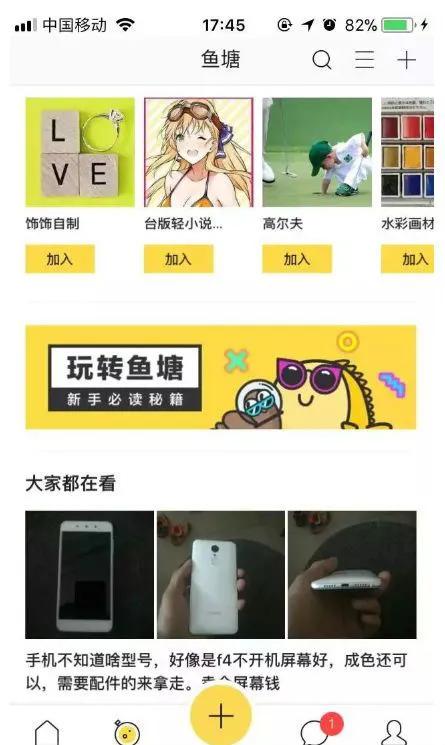 中国移动
17:45
82%
鱼塘
L
VE
饰饰自制
台版轻小说...
高尔夫
水彩画材
加入
加入
加入
加入
玩转鱼塘
新手必读秘籍
大家都在看
手机不知道啥型号，好像是f4不开机屏幕好，成色还可
以，需要配件的来拿走。卖个屏幕钱
1